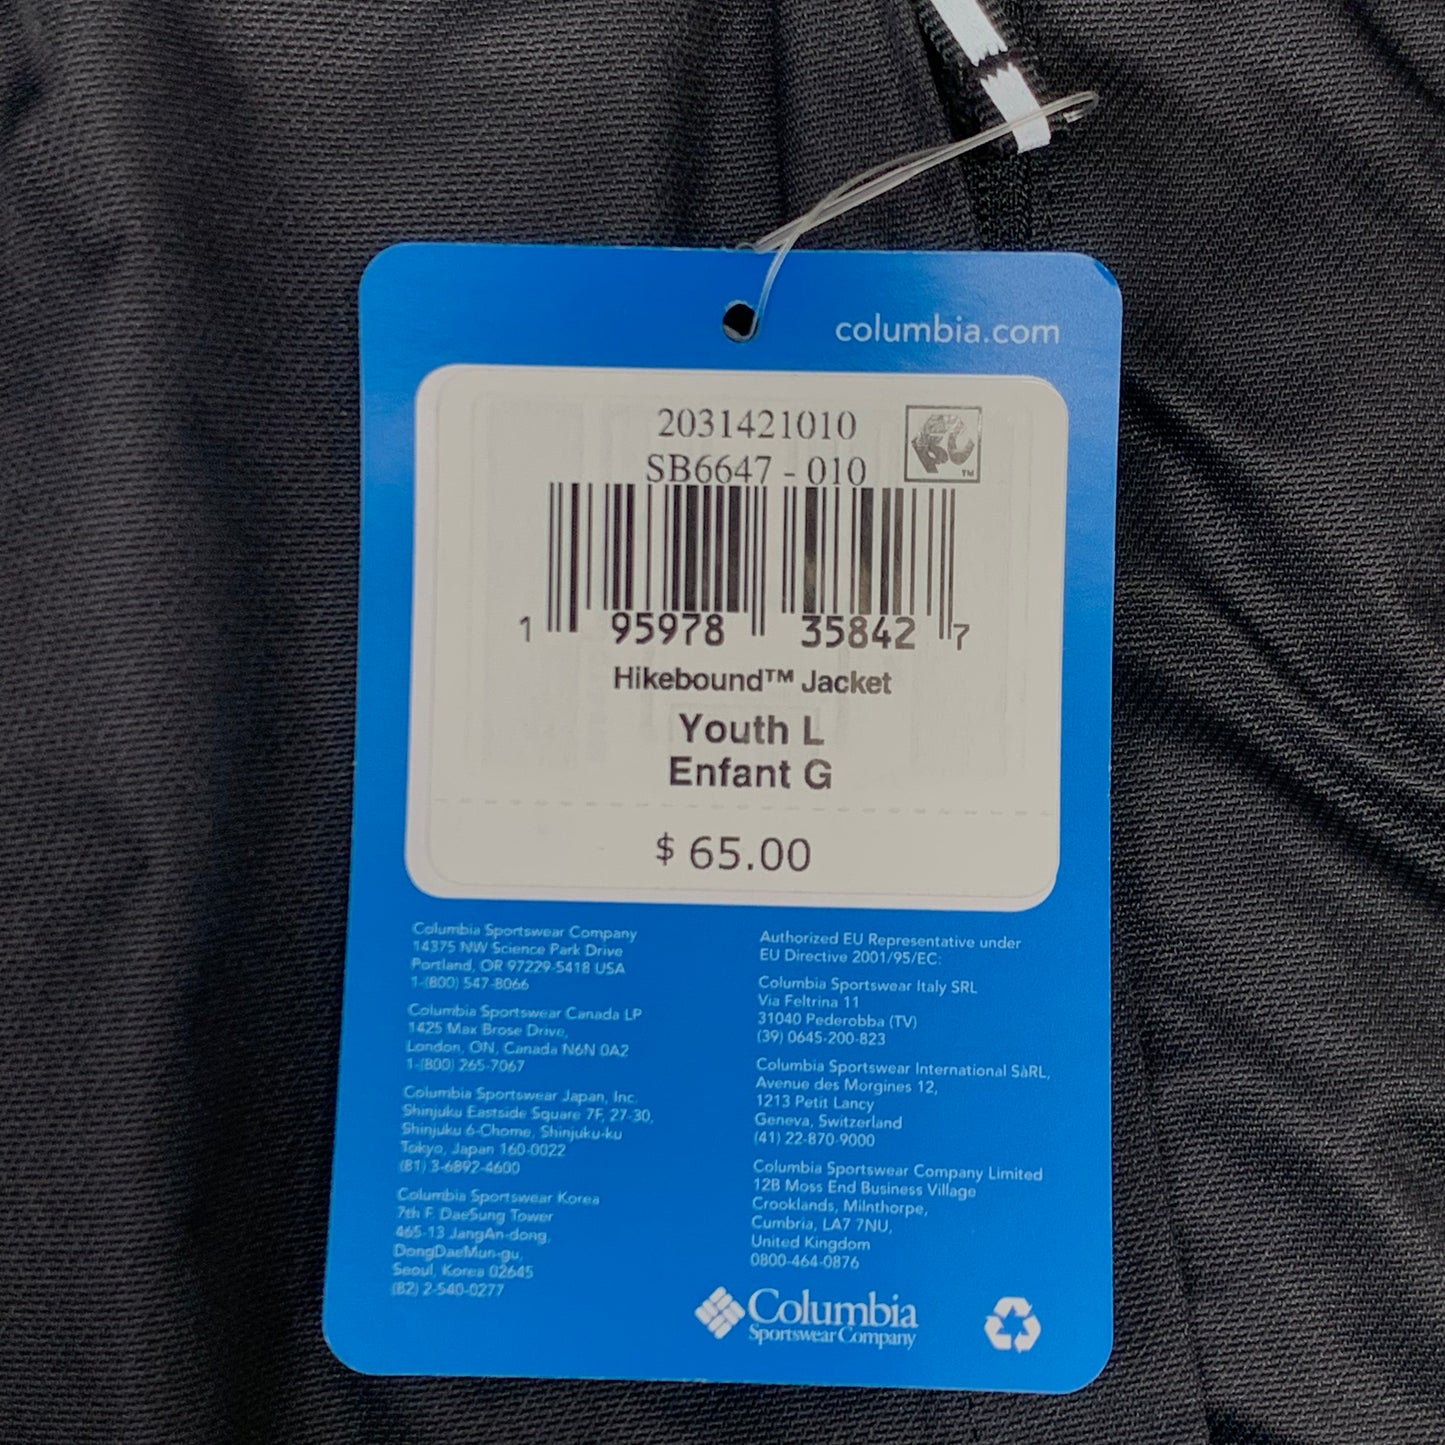 columbia.com
2031421010
SB6647 - 010
TM
1 95978 35842 7
Hikebound™ Jacket
Youth L
Enfant G
$ 65.00
Columbia Sportswear Company
14375 NW Science Park Drive
Portland, OR 97229-5418 USA
1-(800) 547-8066
Columbia Sportswear Canada LP
1425 Max Brose Drive,
London, ON, Canada N6N 0A2
1-(800) 265-7067
Columbia Sportswear Japan, Inc.
Shinjuku Eastside Square 7F, 27-30,
Shinjuku 6-Chome, Shinjuku-ku
Tokyo, Japan 160-0022
(81) 3-6892-4600
Columbia Sportswear Korea
7th F. DaeSung Tower
465-13 JangAn-dong,
DongDaeMun-gu,
Seoul, Korea 02645
(82) 2-540-0277
Authorized EU Representative under
EU Directive 2001/95/EC:
Columbia Sportswear Italy SRL
Via Feltrina 11
31040 Pederobba (TV)
(39) 0645-200-823
Columbia Sportswear International SàRL,
Avenue des Morgines 12,
1213 Petit Lancy
Geneva, Switzerland
(41) 22-870-9000
Columbia Sportswear Company Limited
12B Moss End Business Village
Crooklands, Milnthorpe,
Cumbria, LA7 7NU,
United Kingdom
0800-464-0876
Columbia
Sportswear Company